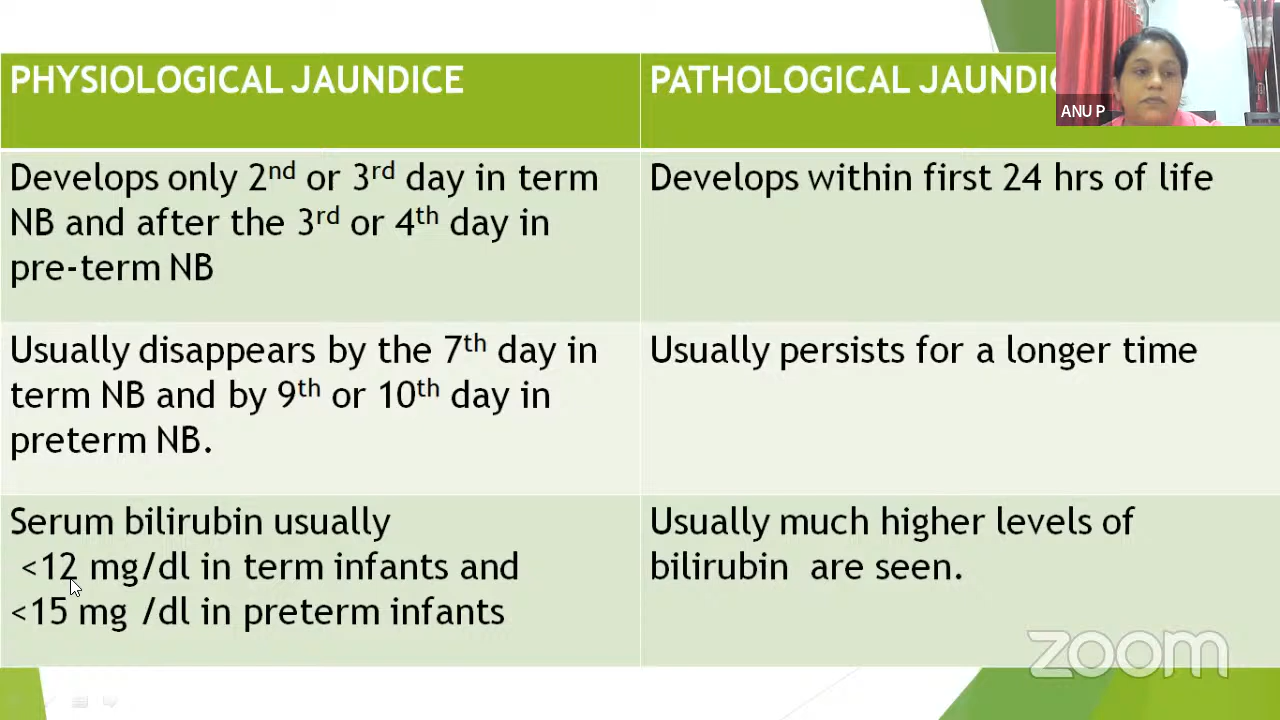 PHYSIOLOGICAL JAUNDICE
PATHOLOGICAL JAUNDIC
ANU P
Develops only 2nd or 3rd day in term
NB and after the 3rd or 4th day in
pre-term NB
Develops within first 24 hrs of life
Usually disappears by the 7th day in
term NB and by 9th or 10th day in
preterm NB.
Usually persists for a longer time
Serum bilirubin usually
<12 mg/dl in term infants and
<15 mg /dl in preterm infants
Usually much higher levels of
bilirubin are seen.
zoom